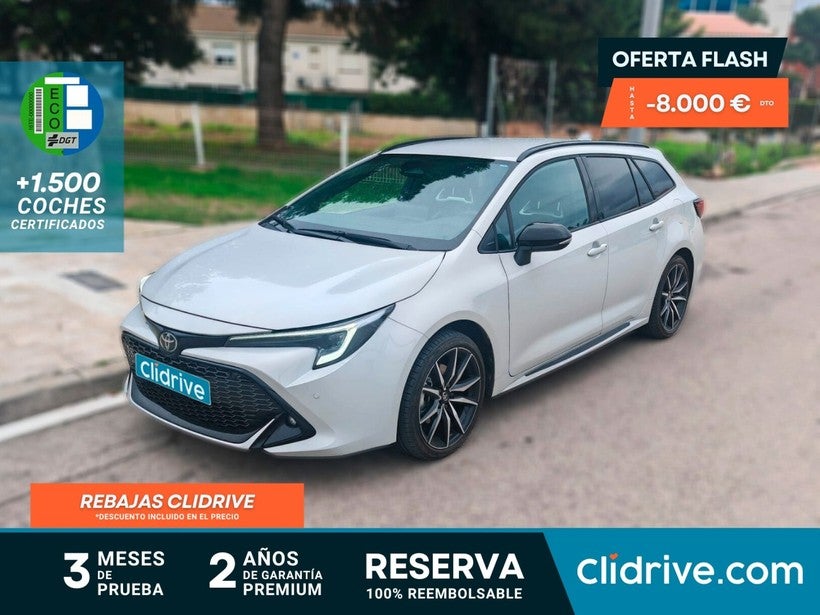 ECO
DGT
+1.500
COCHES
CERTIFICADOS
OFERTA FLASH
HASTA
-8.000 €
DTO
Clidrive
REBAJAS CLIDRIVE
*DESCUENTO INCLUIDO EN EL PRECIO
3 MESES
DE
PRUEBA
2 AÑOS
DE GARANTÍA
PREMIUM
RESERVA
100% REEMBOLSABLE
Clidrive.com